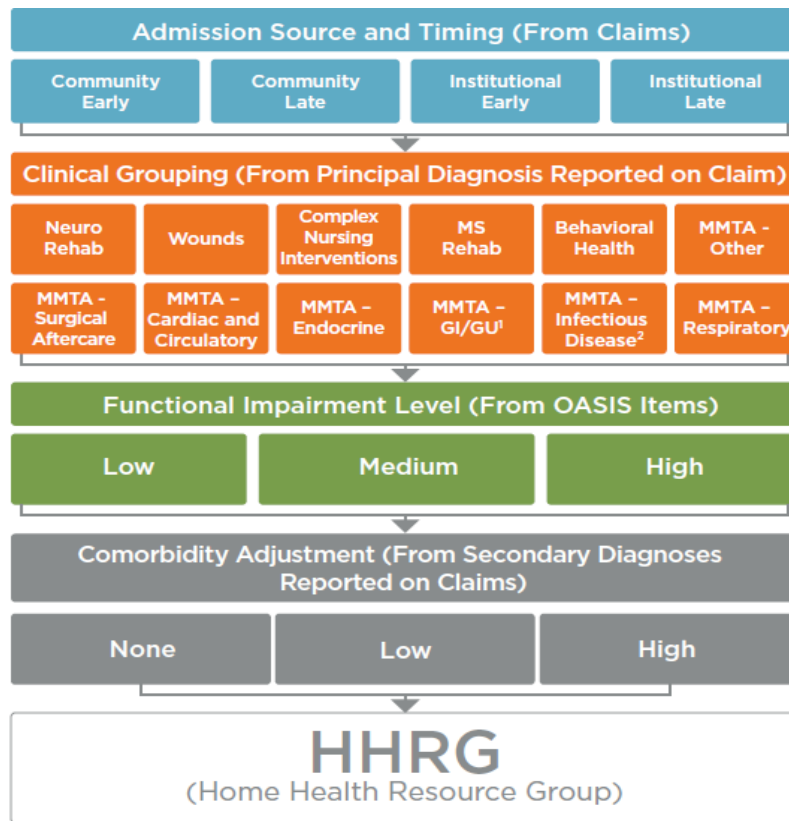 Admission Source and Timing (From Claims)
Community
Early
Community
Late
Institutional
Early
Institutional
Late
Clinical Grouping (From Principal Diagnosis Reported on Claim)
Neuro
Rehab
Wounds
Complex
Nursing
Interventions
MS
Rehab
Behavioral
Health
MMTA -
Other
MMTA -
Surgical
Aftercare
MMTA –
Cardiac and
Circulatory
MMTA –
Endocrine
MMTA –
GI/GU¹
MMTA –
Infectious
Disease²
MMTA –
Respiratory
Functional Impairment Level (From OASIS Items)
Low
Medium
High
Comorbidity Adjustment (From Secondary Diagnoses
Reported on Claims)
None
Low
High
HHRG
(Home Health Resource Group)